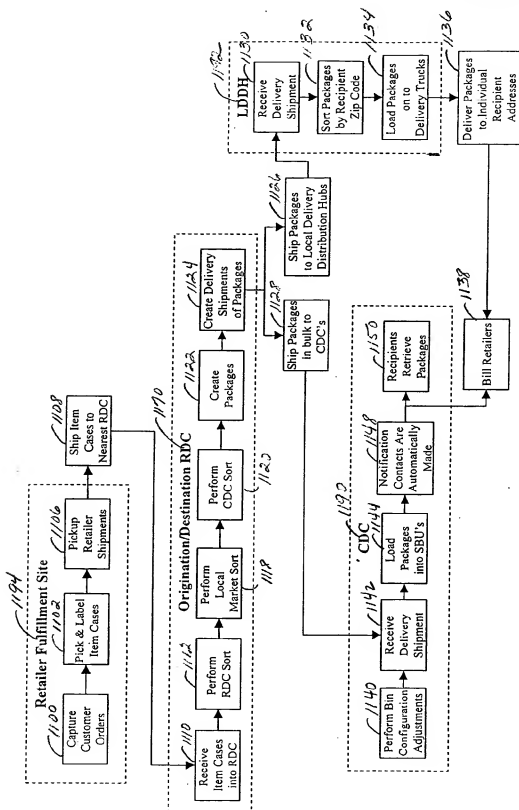 1194
Retailer Fulfillment Site
1100
Capture
Customer
Orders
1102
Pick & Label
Item Cases
1106
Pickup
Retailer
Shipments
1108
Ship Item
Cases to
Nearest RDC
1170
Origination/Destination RDC
1110
Receive
Item Cases
into RDC
1112
Perform
RDC Sort
Perform
Local
Market Sort
1118
Perform
CDC Sort
1120
1122
Create
Packages
1124
Create Delivery
Shipments
of Packages
1126
Ship Packages
to Local Delivery
Distribution Hubs
1128
Ship Packages
in bulk to
CDC's
1192
LDDH
1130
Receive
Delivery
Shipment
1132
Sort Packages
by Recipient
Zip Code
1134
Load Packages
on to
Delivery Trucks
1136
Deliver Packages
to Individual
Recipient
Addresses
1190
CDC
1140
Perform Bin
Configuration
Adjustments
1142
Receive
Delivery
Shipment
1144
Load
Packages
into SBU's
1148
Notification
Contacts Are
Automatically
Made
1150
Recipients
Retrieve
Packages
1138
Bill Retailers